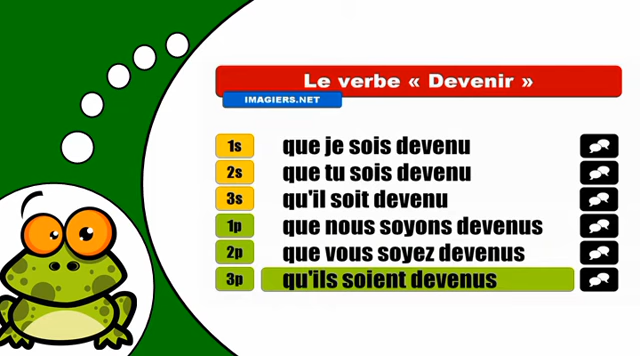 Le verbe « Devenir »
IMAGIERS.NET
1s que je sois devenu
2s que tu sois devenu
3s qu'il soit devenu
1p que nous soyons devenus
2p que vous soyez devenus
3p qu'ils soient devenus